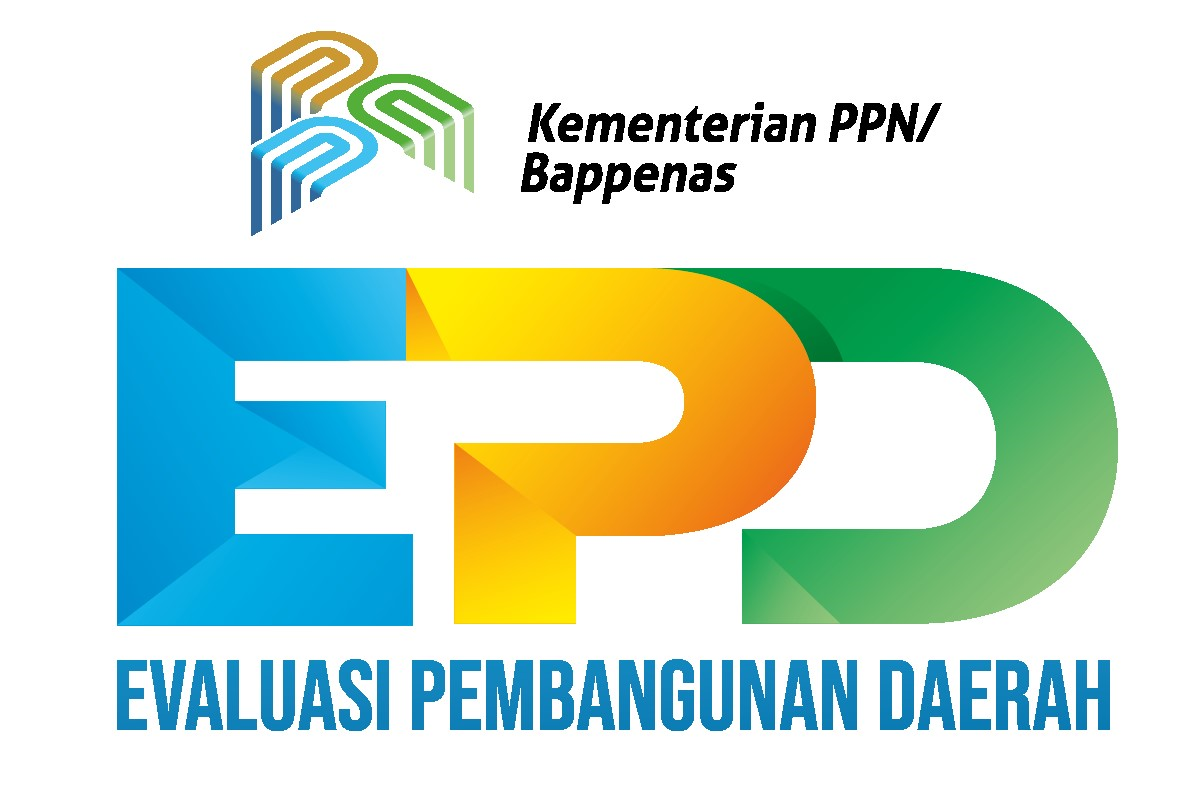 Kementerian PPN/
Bappenas
EPD
EVALUASI PEMBANGUNAN DAERAH